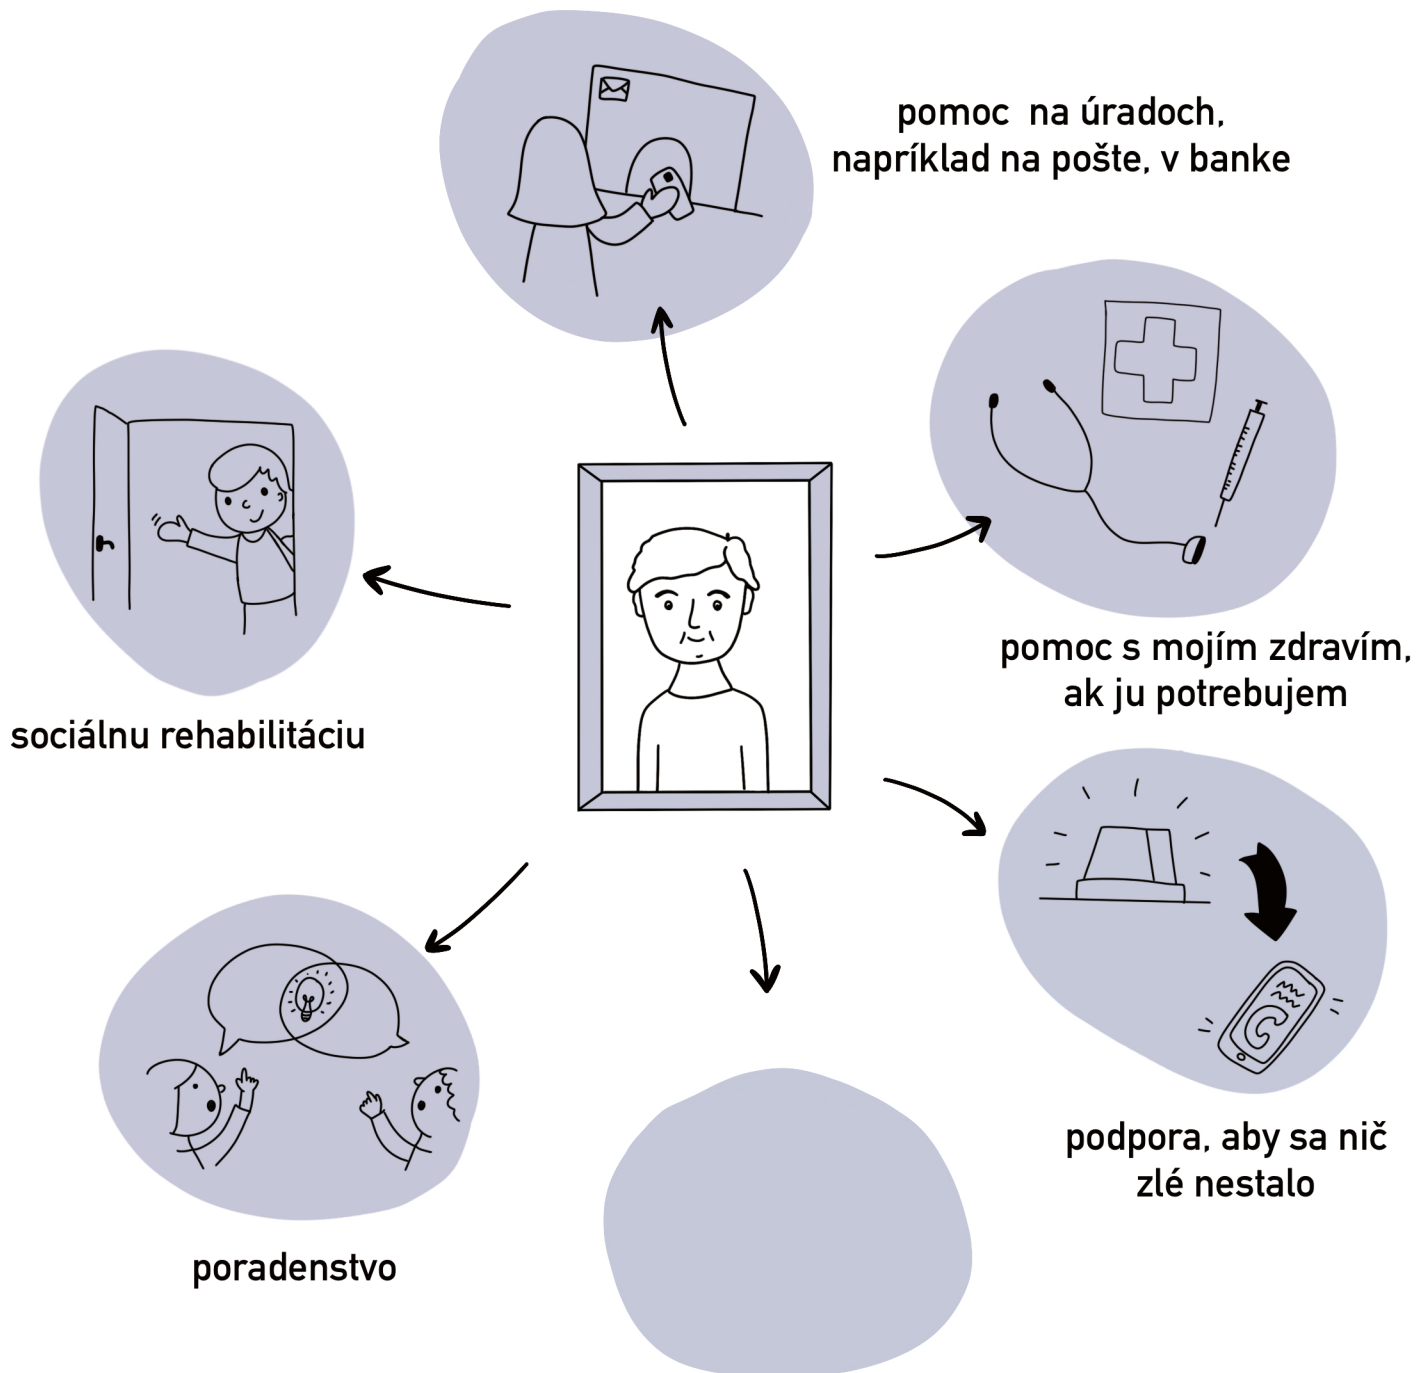 pomoc na úradoch,
napríklad na pošte, v banke
pomoc s mojím zdravím,
ak ju potrebujem
sociálnu rehabilitáciu
podpora, aby sa nič
zlé nestalo
poradenstvo